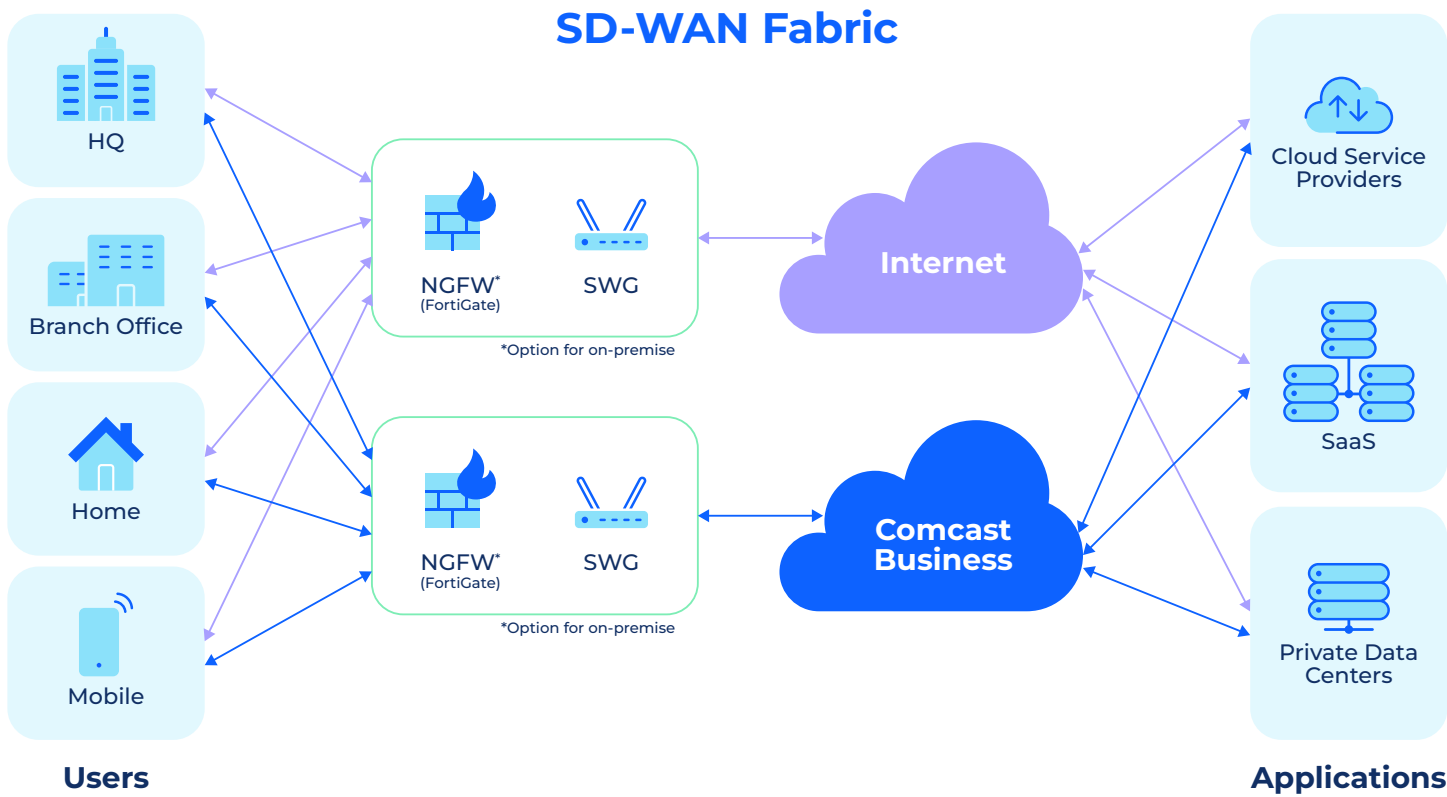 SD-WAN Fabric
HQ
Branch Office
Home
Mobile
Users
NGFW*
(FortiGate)
SWG
*Option for on-premise
NGFW*
(FortiGate)
SWG
*Option for on-premise
Internet
Comcast
Business
Cloud Service
Providers
SaaS
Private Data
Centers
Applications